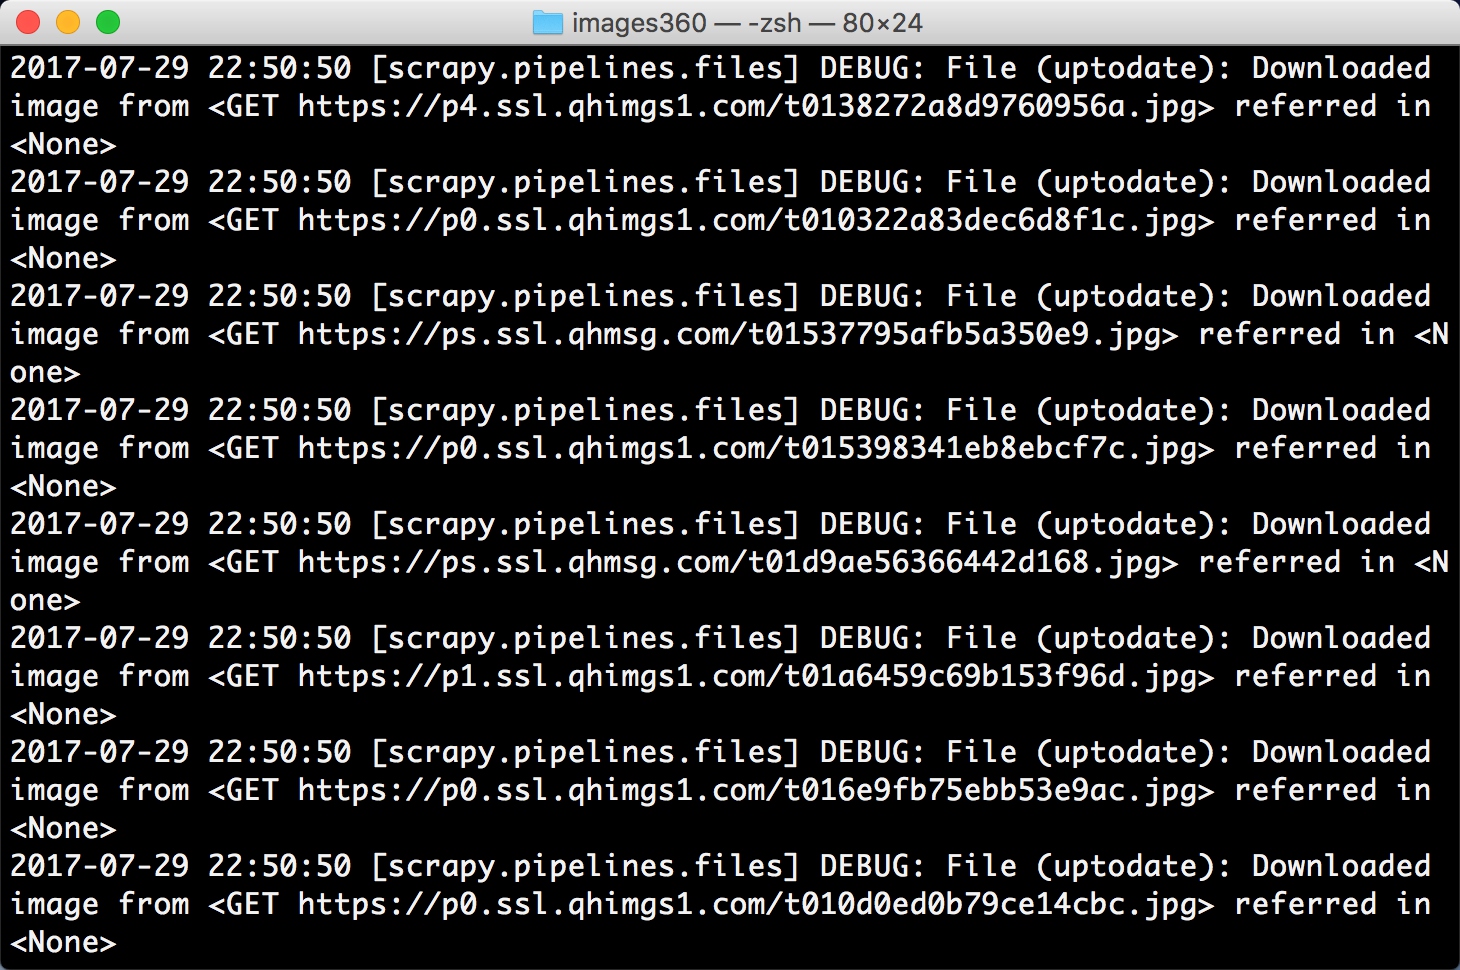 images360 — -zsh — 80×24
2017-07-29 22:50:50 [scrapy.pipelines.files] DEBUG: File (uptodate): Downloaded
image from <GET https://p4.ssl.qhimgs1.com/t0138272a8d9760956a.jpg> referred in
<None>
2017-07-29 22:50:50 [scrapy.pipelines.files] DEBUG: File (uptodate): Downloaded
image from <GET https://p0.ssl.qhimgs1.com/t010322a83dec6d8f1c.jpg> referred in
<None>
2017-07-29 22:50:50 [scrapy.pipelines.files] DEBUG: File (uptodate): Downloaded
image from <GET https://ps.ssl.qhmsg.com/t01537795afb5a350e9.jpg> referred in <N
one>
2017-07-29 22:50:50 [scrapy.pipelines.files] DEBUG: File (uptodate): Downloaded
image from <GET https://p0.ssl.qhimgs1.com/t015398341eb8ebcf7c.jpg> referred in
<None>
2017-07-29 22:50:50 [scrapy.pipelines.files] DEBUG: File (uptodate): Downloaded
image from <GET https://ps.ssl.qhmsg.com/t01d9ae56366442d168.jpg> referred in <N
one>
2017-07-29 22:50:50 [scrapy.pipelines.files] DEBUG: File (uptodate): Downloaded
image from <GET https://p1.ssl.qhimgs1.com/t01a6459c69b153f96d.jpg> referred in
<None>
2017-07-29 22:50:50 [scrapy.pipelines.files] DEBUG: File (uptodate): Downloaded
image from <GET https://p0.ssl.qhimgs1.com/t016e9fb75ebb53e9ac.jpg> referred in
<None>
2017-07-29 22:50:50 [scrapy.pipelines.files] DEBUG: File (uptodate): Downloaded
image from <GET https://p0.ssl.qhimgs1.com/t010d0ed0b79ce14cbc.jpg> referred in
<None>